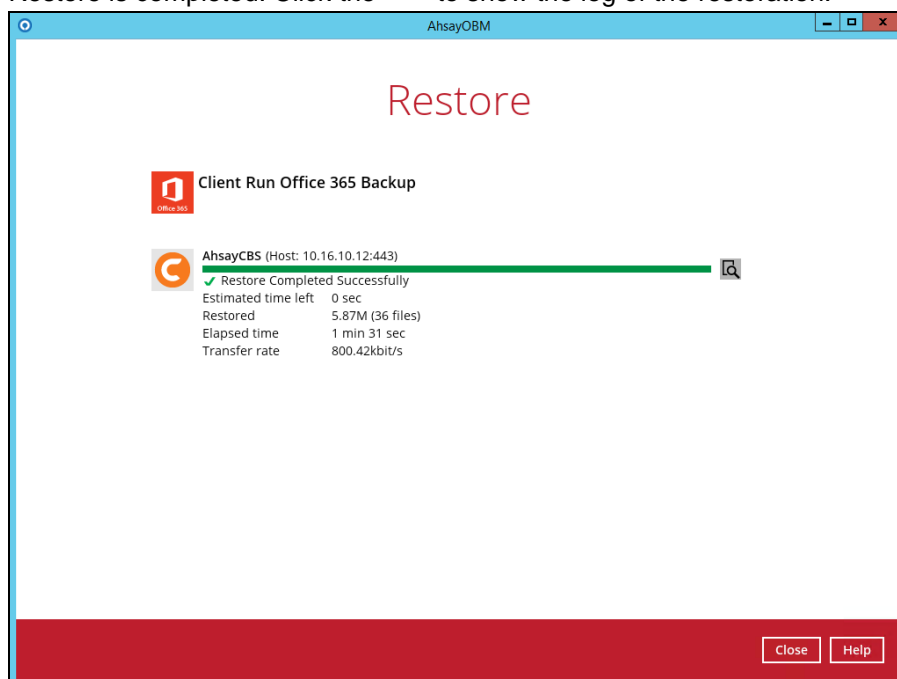 Restore is completed. Click the to show the log of the restoration.
AhsayOBM
Restore
Client Run Office 365 Backup
Office 365
AhsayCBS (Host: 10.16.10.12:443)
Restore Completed Successfully
Estimated time left 0 sec
Restored 5.87M (36 files)
Elapsed time 1 min 31 sec
Transfer rate 800.42kbit/s
Close Help